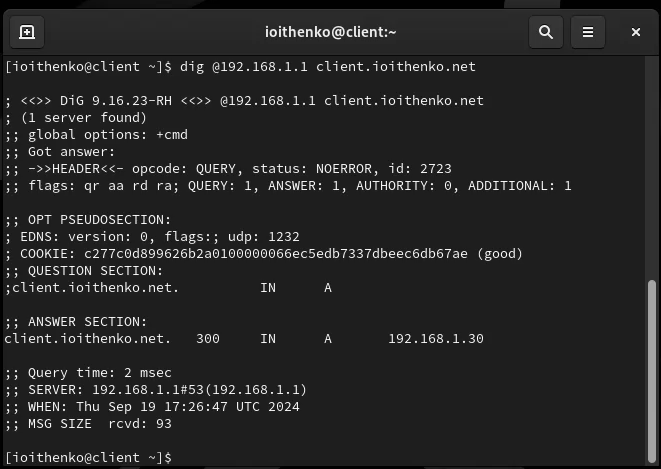 ioithenko@client:~
[ioithenko@client ~]$ dig @192.168.1.1 client.ioithenko.net
; <<>> DiG 9.16.23-RH <<>> @192.168.1.1 client.ioithenko.net
; (1 server found)
;; global options: +cmd
;; Got answer:
;; ->>HEADER<<- opcode: QUERY, status: NOERROR, id: 2723
;; flags: qr aa rd ra; QUERY: 1, ANSWER: 1, AUTHORITY: 0, ADDITIONAL: 1
;; OPT PSEUDOSECTION:
; EDNS: version: 0, flags:; udp: 1232
; COOKIE: c277c0d899626b2a0100000066ec5edb7337dbeec6db67ae (good)
;; QUESTION SECTION:
;client.ioithenko.net. IN A
;; ANSWER SECTION:
client.ioithenko.net. 300 IN A 192.168.1.30
;; Query time: 2 msec
;; SERVER: 192.168.1.1#53(192.168.1.1)
;; WHEN: Thu Sep 19 17:26:47 UTC 2024
;; MSG SIZE rcvd: 93
[ioithenko@client ~]$